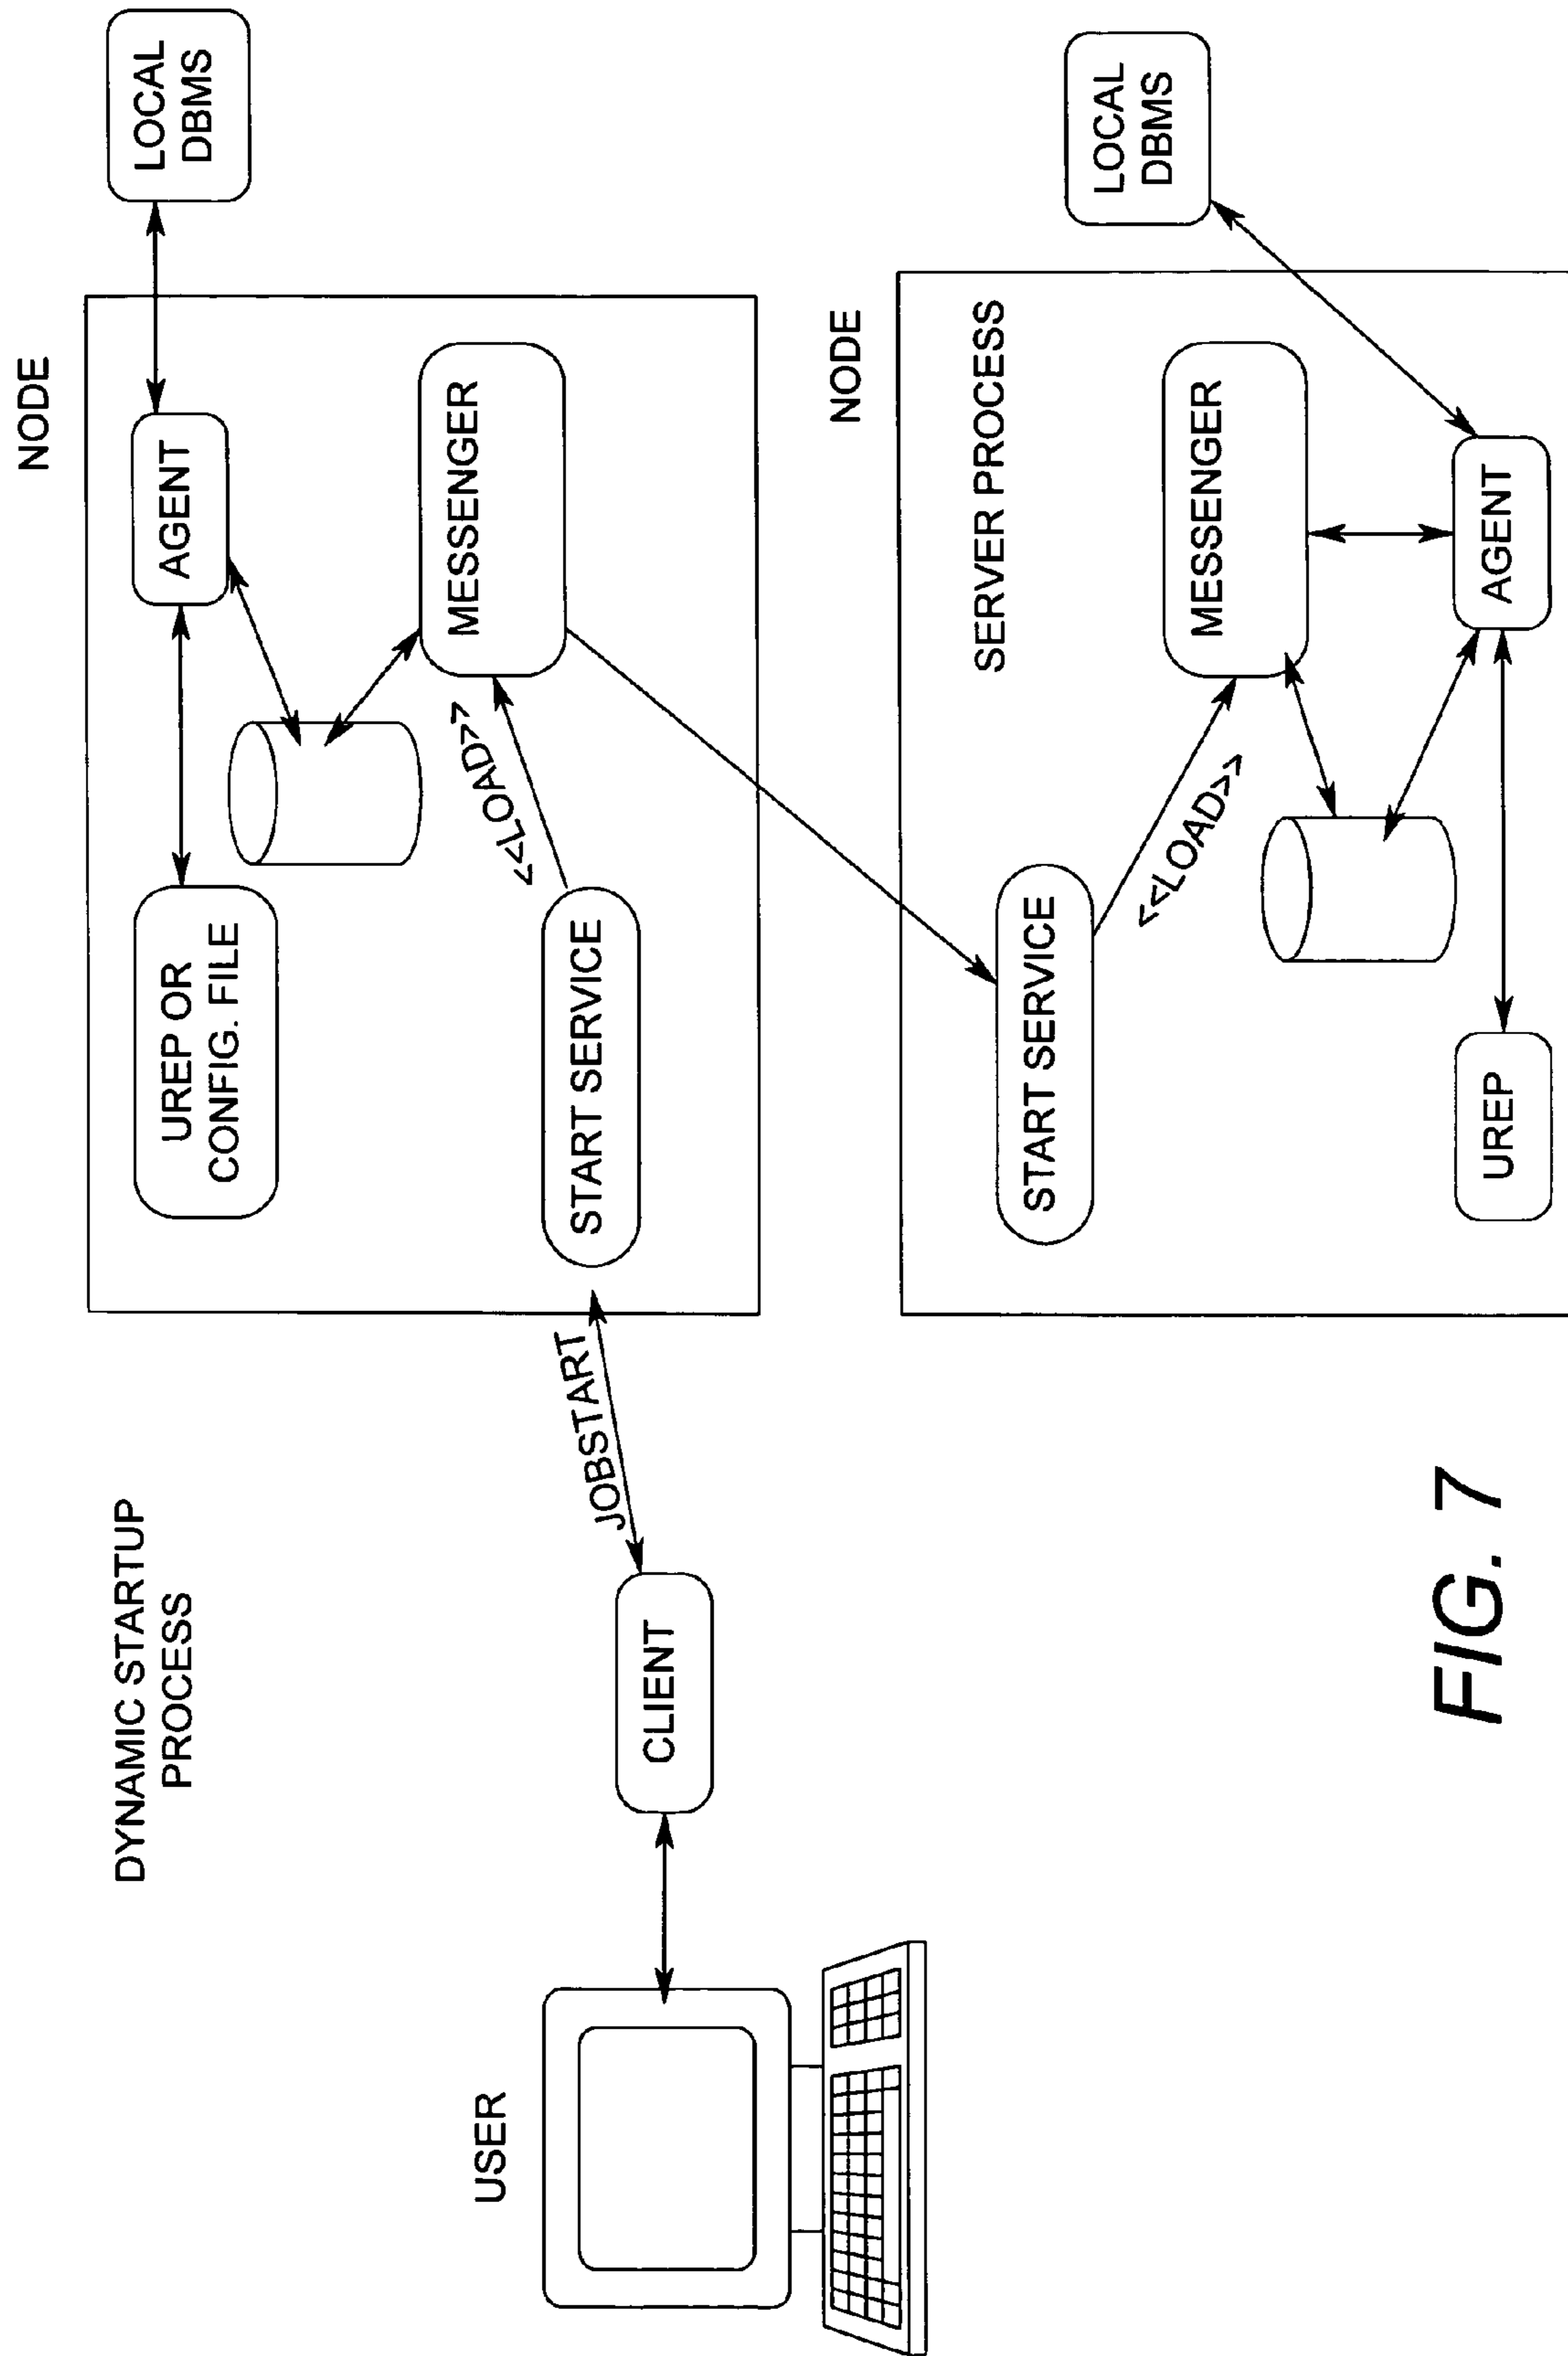 DYNAMIC STARTUP
PROCESS
USER
CLIENT
JOBSTART
NODE
UREP OR
CONFIG. FILE
AGENT
LOCAL
DBMS
START SERVICE
<<LOAD>>
MESSENGER
NODE
SERVER PROCESS
START SERVICE
<<LOAD>>
MESSENGER
LOCAL
DBMS
UREP
AGENT
FIG. 7